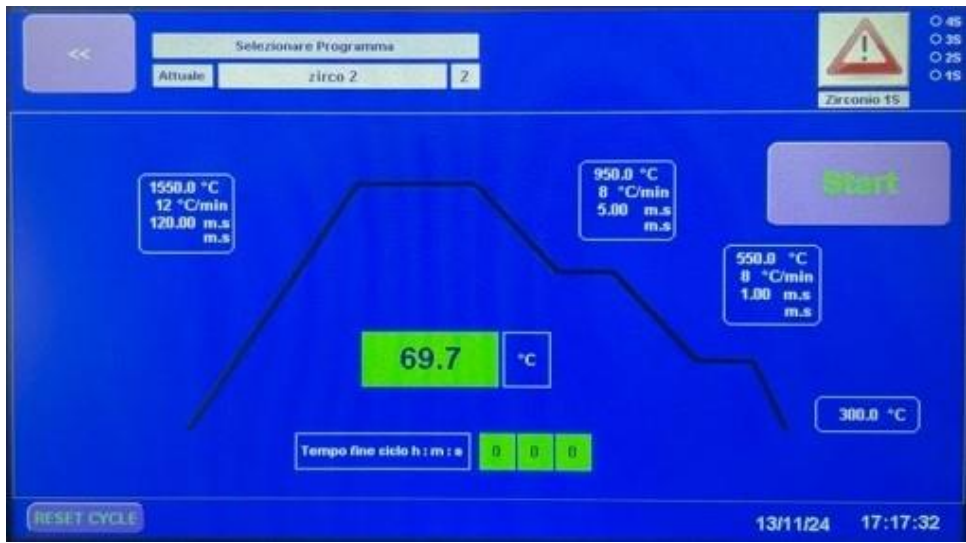 <<
Selezionare Programma
Attuale zirco 2 2
4S
3S
2S
1S
Zirconio 1S
1550.0 °C
12 °C/min
120.00 m.s
m.s
950.0 °C
8 °C/min
5.00 m.s
m.s
Start
550.0 °C
8 °C/min
1.00 m.s
m.s
69.7 °C
300.0 °C
Tempo fine ciclo h : m : s 0 0 0
RESET CYCLE
13/11/24 17:17:32